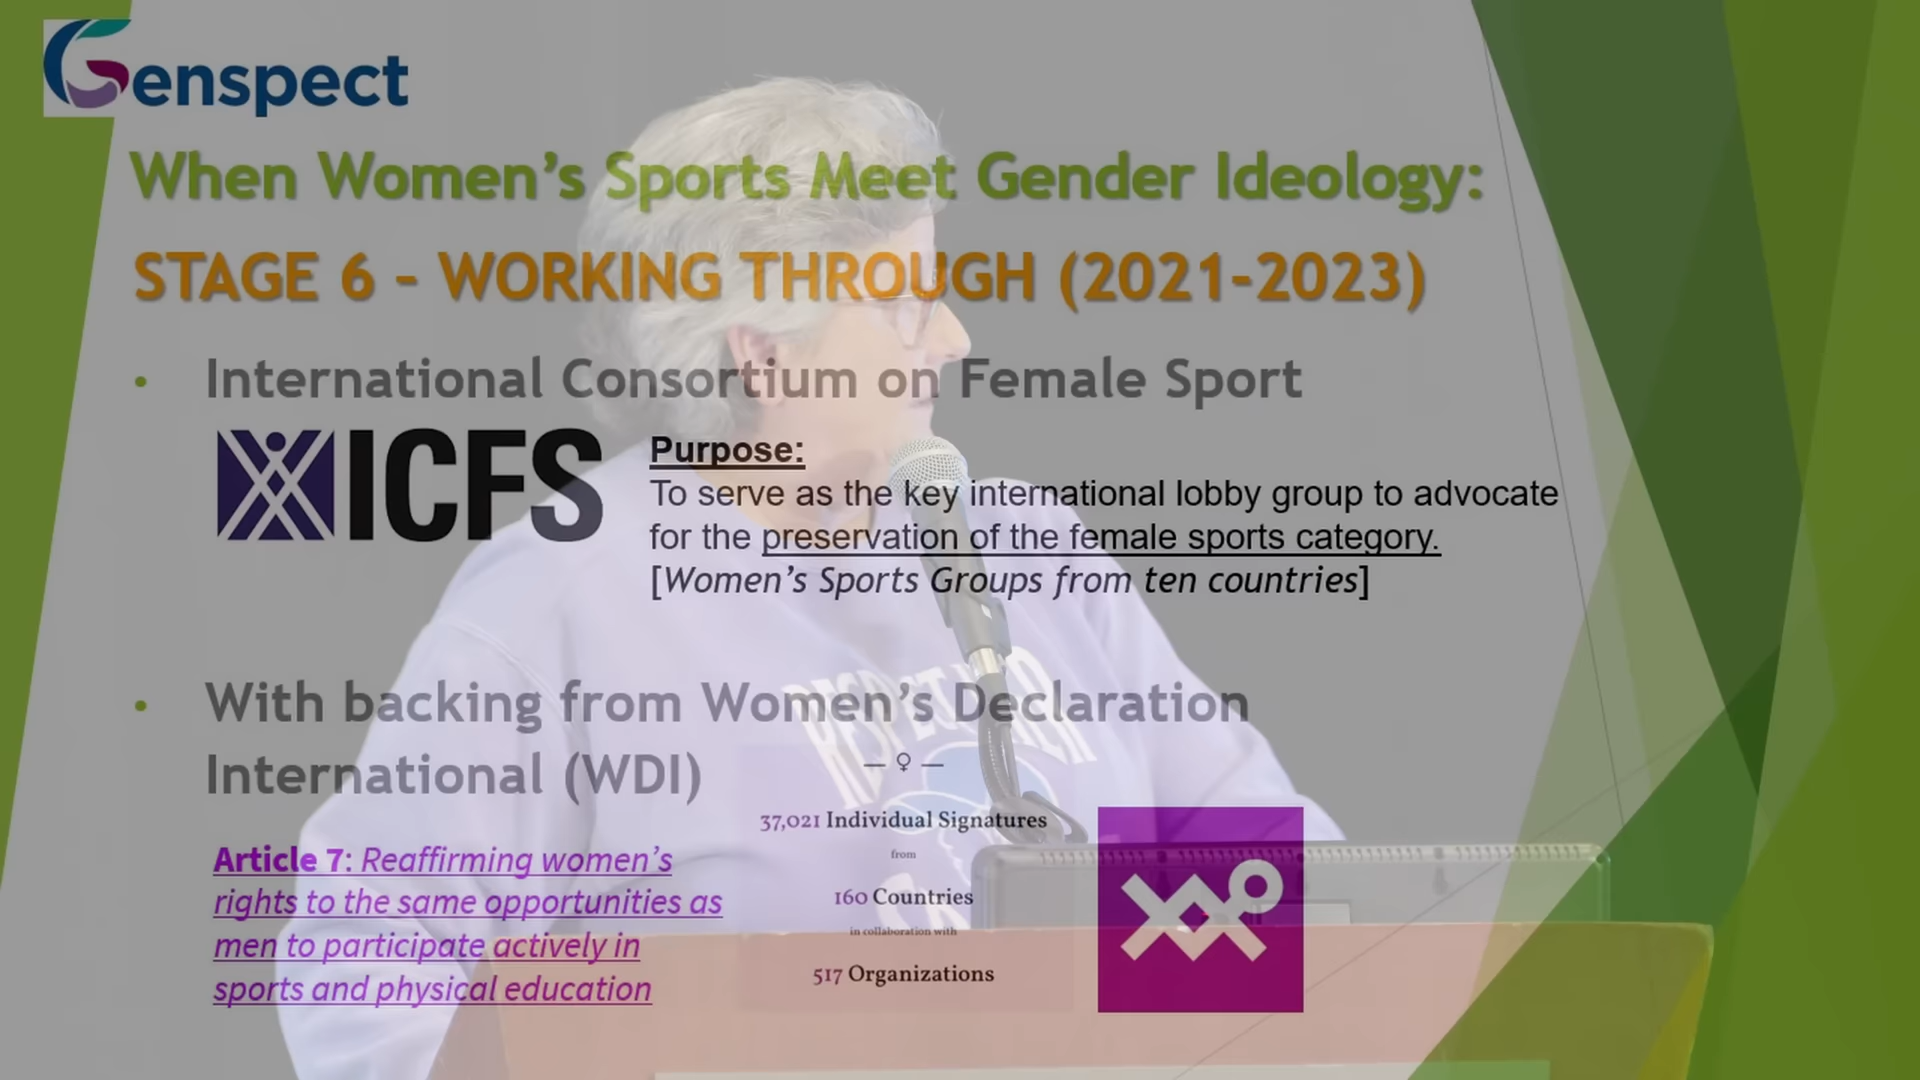 Genspect
When Women's Sports Meet Gender Ideology:
STAGE 6 – WORKING THROUGH (2021-2023)
• International Consortium on Female Sport
ICFS
Purpose:
To serve as the key international lobby group to advocate
for the preservation of the female sports category.
[Women's Sports Groups from ten countries]
• With backing from Women's Declaration
International (WDI)
Article 7: Reaffirming women's
rights to the same opportunities as
men to participate actively in
sports and physical education
— ♀ —
37,021 Individual Signatures
from
160 Countries
in collaboration with
517 Organizations
RESPECT